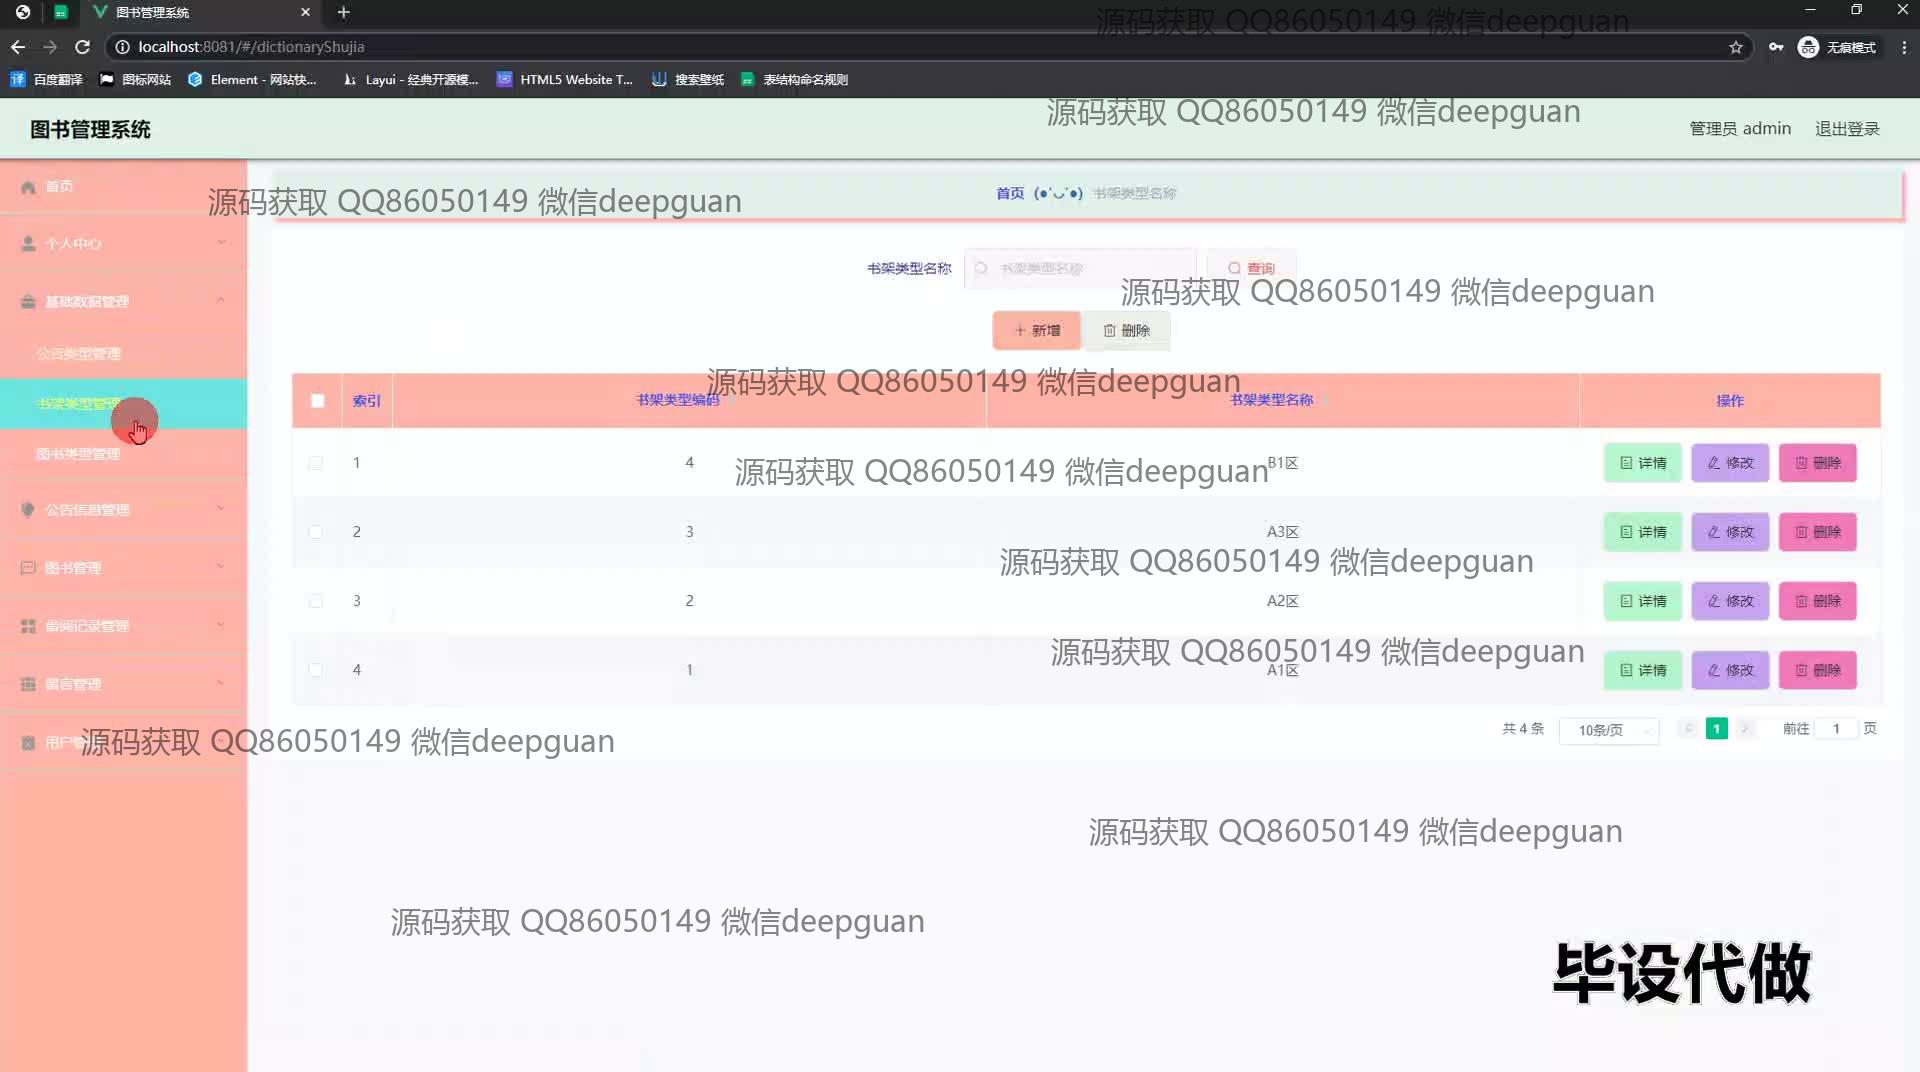 图书管理系统
源码获取 QQ86050149 微信deepguan
localhost:8081/#/dictionaryShujia
无痕模式
百度翻译 图标网站 Element - 网站快... Layui - 经典开源模... HTML5 Website T... 搜索壁纸 表结构命名规则
源码获取 QQ86050149 微信deepguan
图书管理系统
管理员 admin 退出登录
首页
源码获取 QQ86050149 微信deepguan
首页 (●'◡'●) 书架类型名称
个人中心
书架类型名称 书架类型名称 查询
基础数据管理
源码获取 QQ86050149 微信deepguan
新增 删除
公告类型管理
源码获取 QQ86050149 微信deepguan
书架类型管理
索引 书架类型编码 书架类型名称 操作
图书类型管理
1 4 B1区 详情 修改 删除
源码获取 QQ86050149 微信deepguan
公告信息管理
2 3 A3区 详情 修改 删除
源码获取 QQ86050149 微信deepguan
图书管理
3 2 A2区 详情 修改 删除
借阅记录管理
源码获取 QQ86050149 微信deepguan
4 1 A1区 详情 修改 删除
留言管理
共 4 条 10条/页 1 前往 1 页
用户管
源码获取 QQ86050149 微信deepguan
源码获取 QQ86050149 微信deepguan
源码获取 QQ86050149 微信deepguan
毕设代做